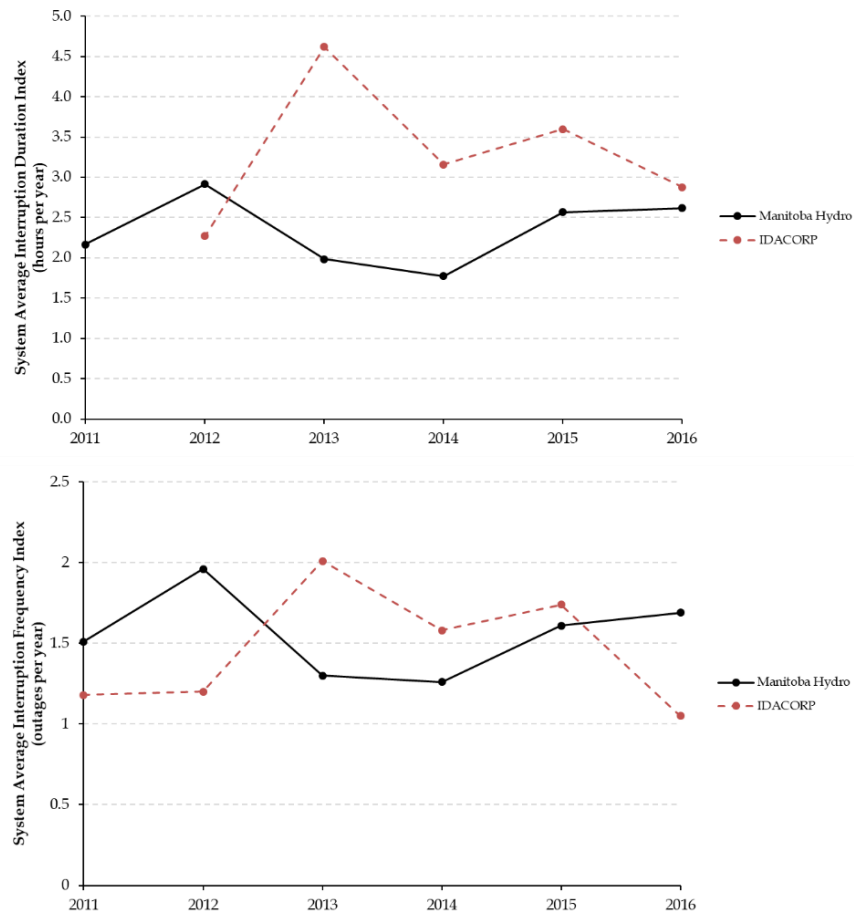 System Average Interruption Duration Index
(hours per year)
5.0
4.5
4.0
3.5
3.0
2.5
2.0
1.5
1.0
0.5
0.0
2011 2012 2013 2014 2015 2016
Manitoba Hydro
IDACORP
System Average Interruption Frequency Index
(outages per year)
2.5
2
1.5
1
0.5
0
2011 2012 2013 2014 2015 2016
Manitoba Hydro
IDACORP